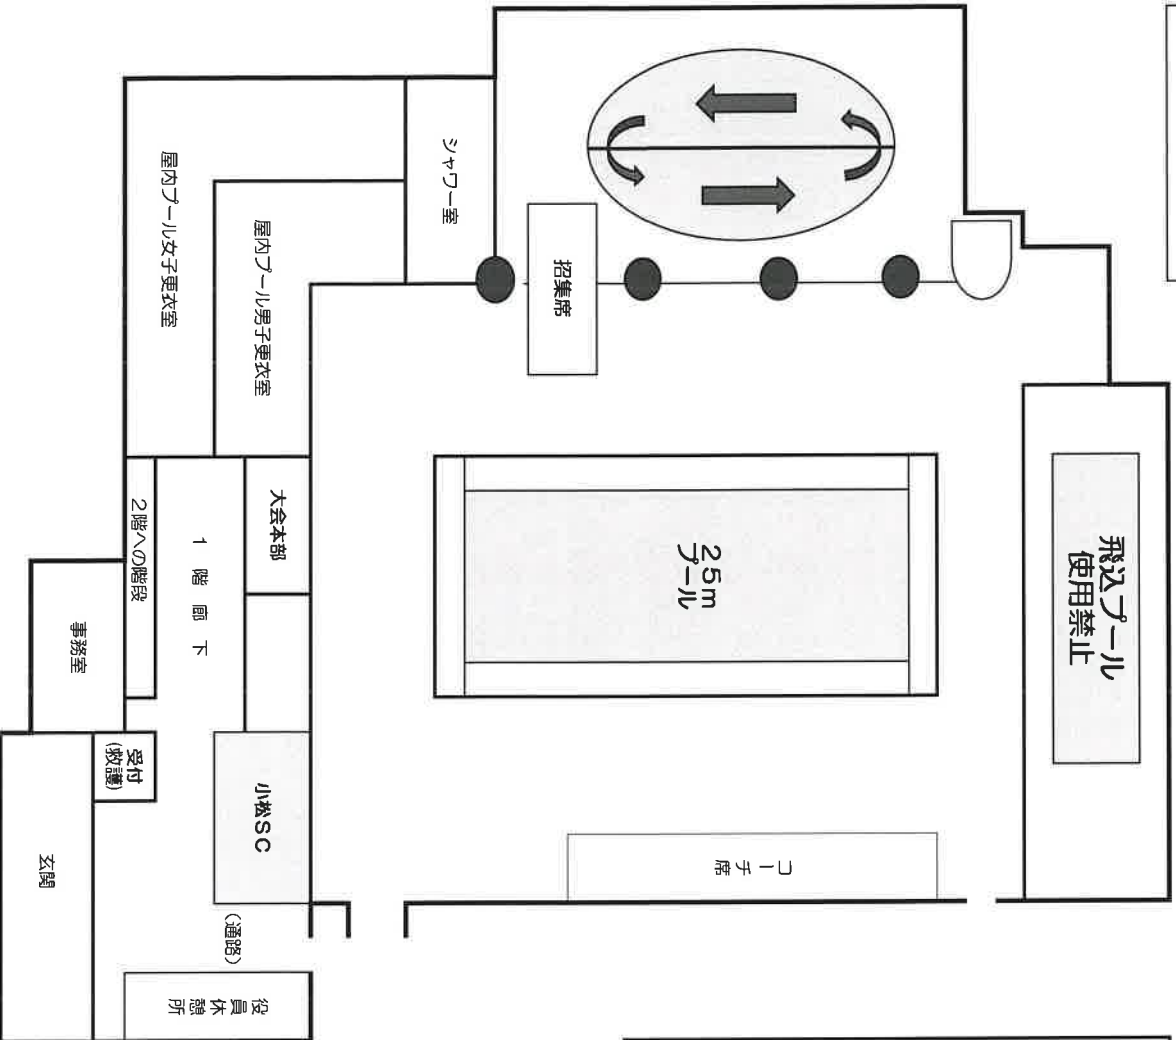 飛込プール
使用禁止
シャワー室
招集席
屋内プール女子更衣室
屋内プール男子更衣室
25m
プール
大会本部
1階廊下
2階への階段
事務室
受付
(救護)
小松SC
コーチ席
玄関
(通路)
役員休憩所